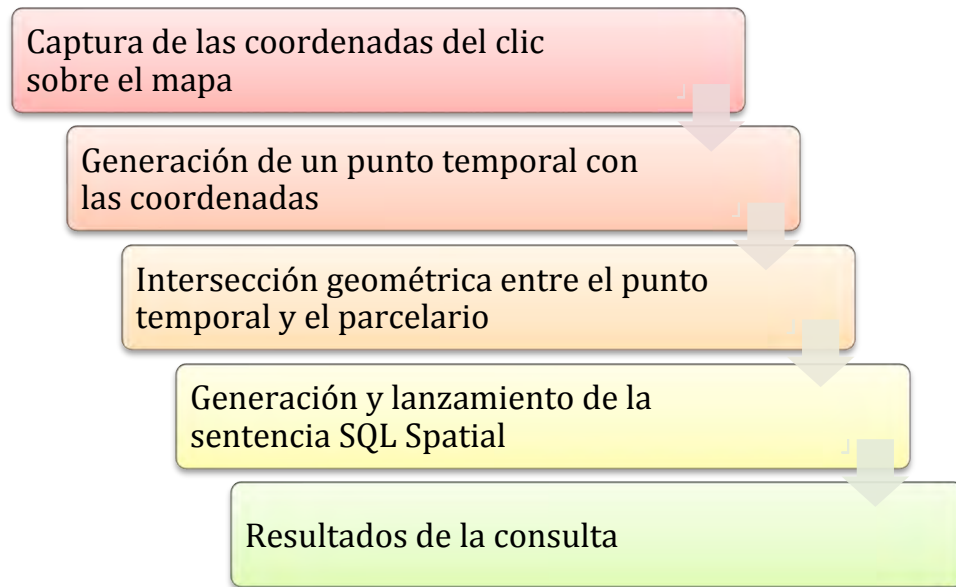 Captura de las coordenadas del clic
sobre el mapa
Generación de un punto temporal con
las coordenadas
Intersección geométrica entre el punto
temporal y el parcelario
Generación y lanzamiento de la
sentencia SQL Spatial
Resultados de la consulta